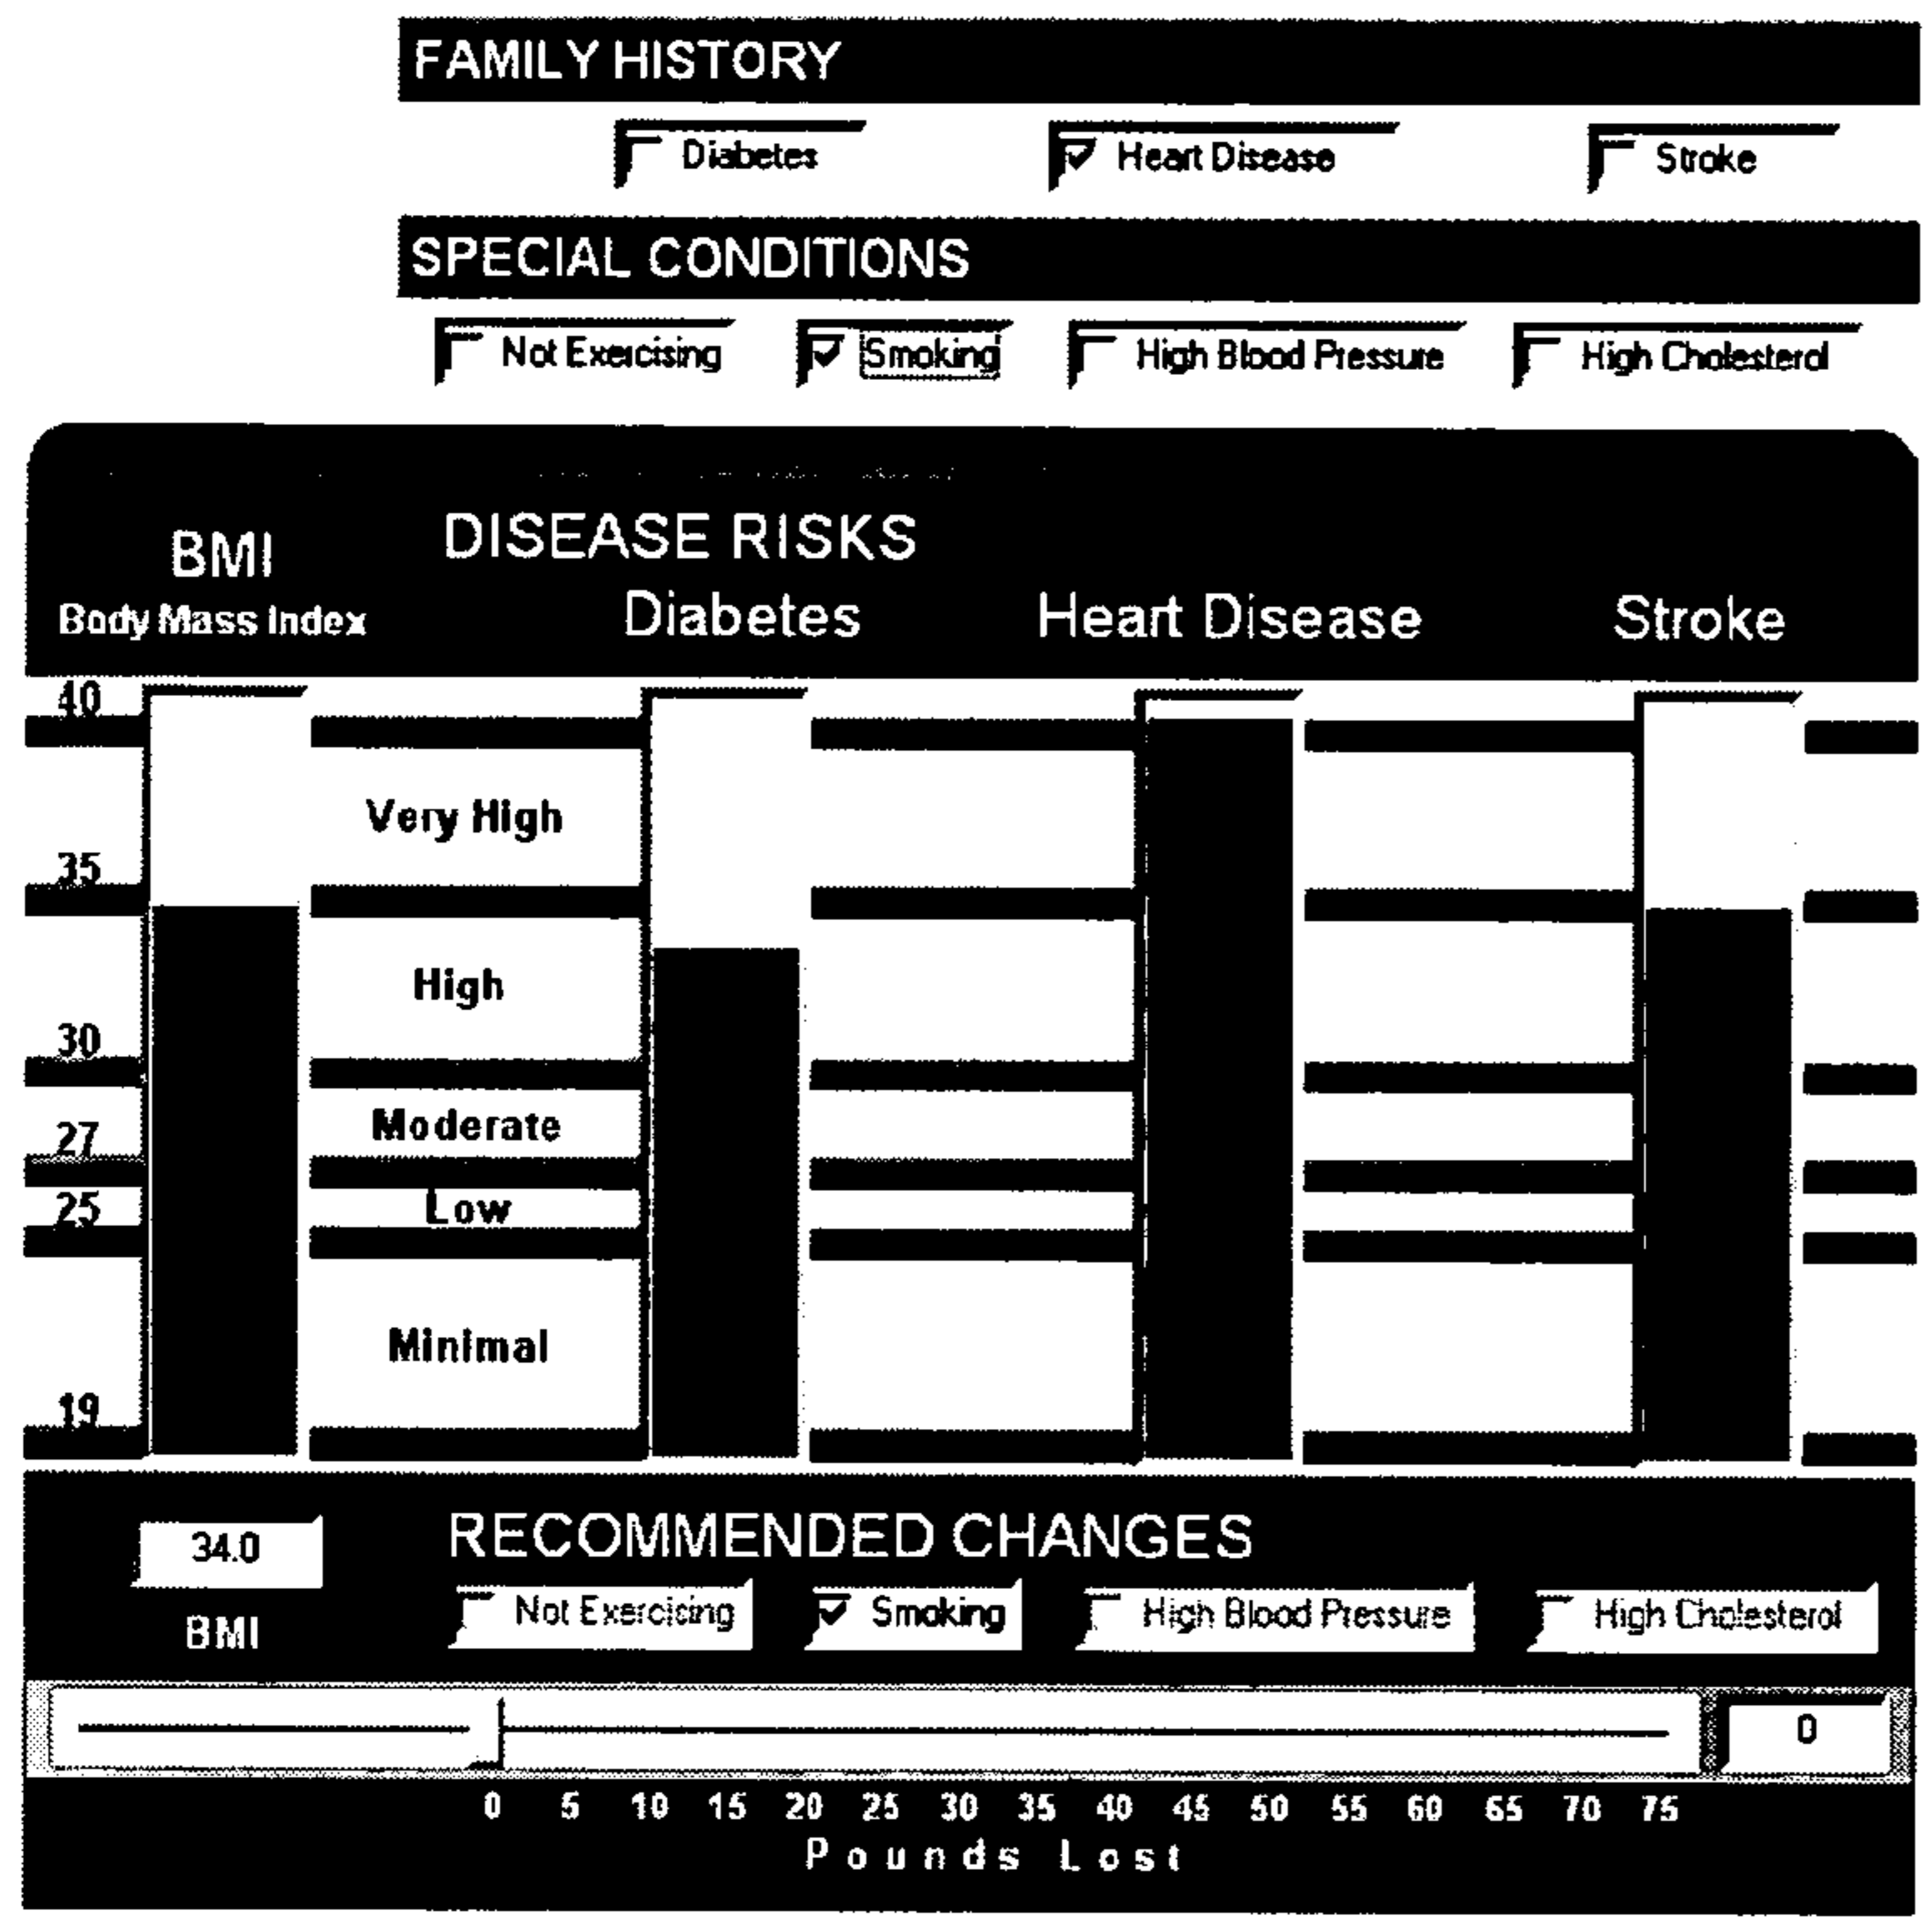 FAMILY HISTORY
Diabetes Heart Disease Stroke
SPECIAL CONDITIONS
Not Exercising Smoking High Blood Pressure High Cholesterol
BMI DISEASE RISKS
Body Mass Index Diabetes Heart Disease Stroke
40
Very High
35
High
30
Moderate
27
25 Low
Minimal
19
34.0 RECOMMENDED CHANGES
BMI Not Exercising Smoking High Blood Pressure High Cholesterol
0
0 5 10 15 20 25 30 35 40 45 50 55 60 65 70 75
Pounds Lost